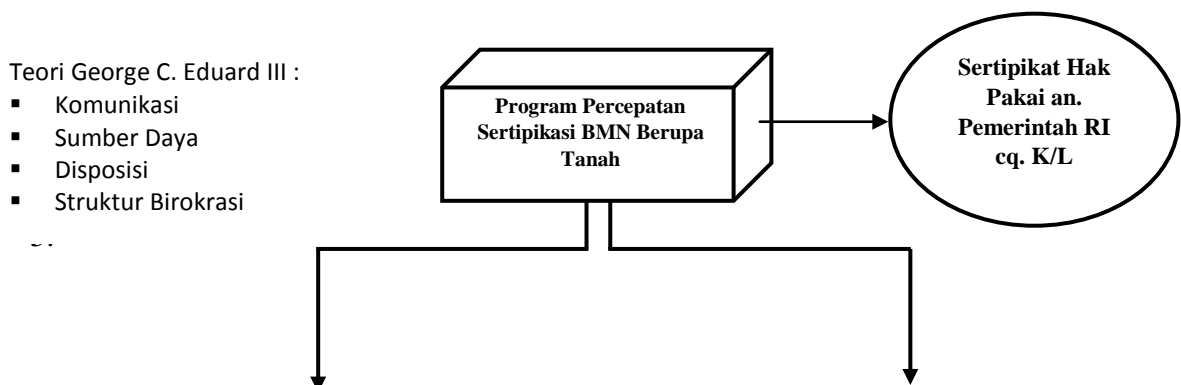 Teori George C. Eduard III :
▪ Komunikasi
▪ Sumber Daya
▪ Disposisi
▪ Struktur Birokrasi
Program Percepatan
Sertipikasi BMN Berupa
Tanah
Sertipikat Hak
Pakai an.
Pemerintah RI
cq. K/L